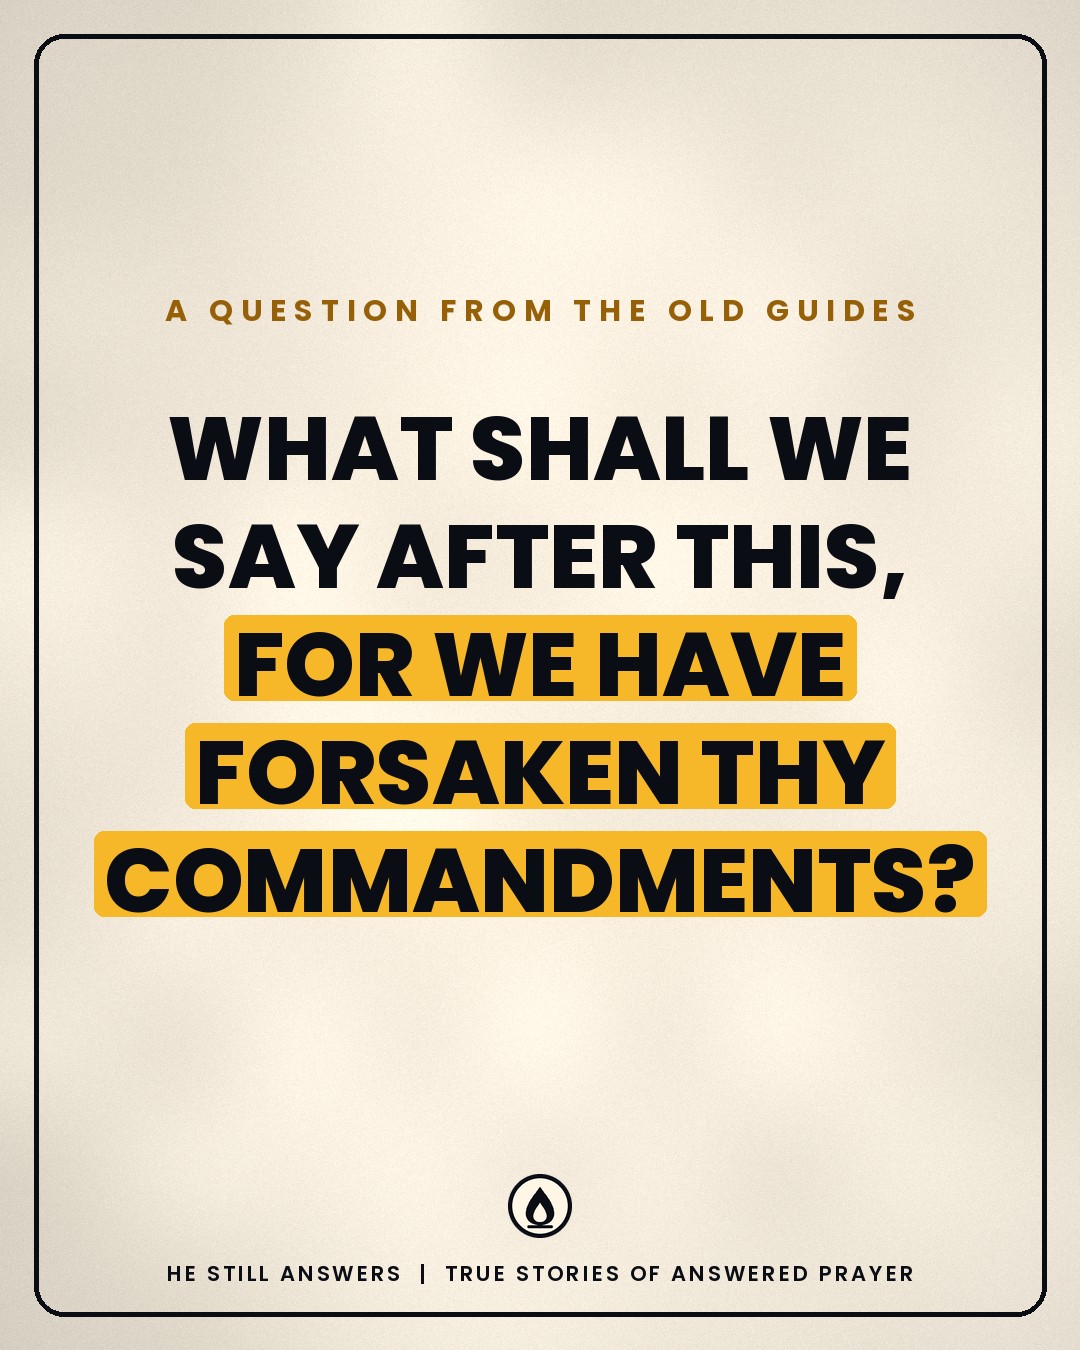 A QUESTION FROM THE OLD GUIDES
WHAT SHALL WE
SAY AFTER THIS,
FOR WE HAVE
FORSAKEN THY
COMMANDMENTS?
HE STILL ANSWERS | TRUE STORIES OF ANSWERED PRAYER